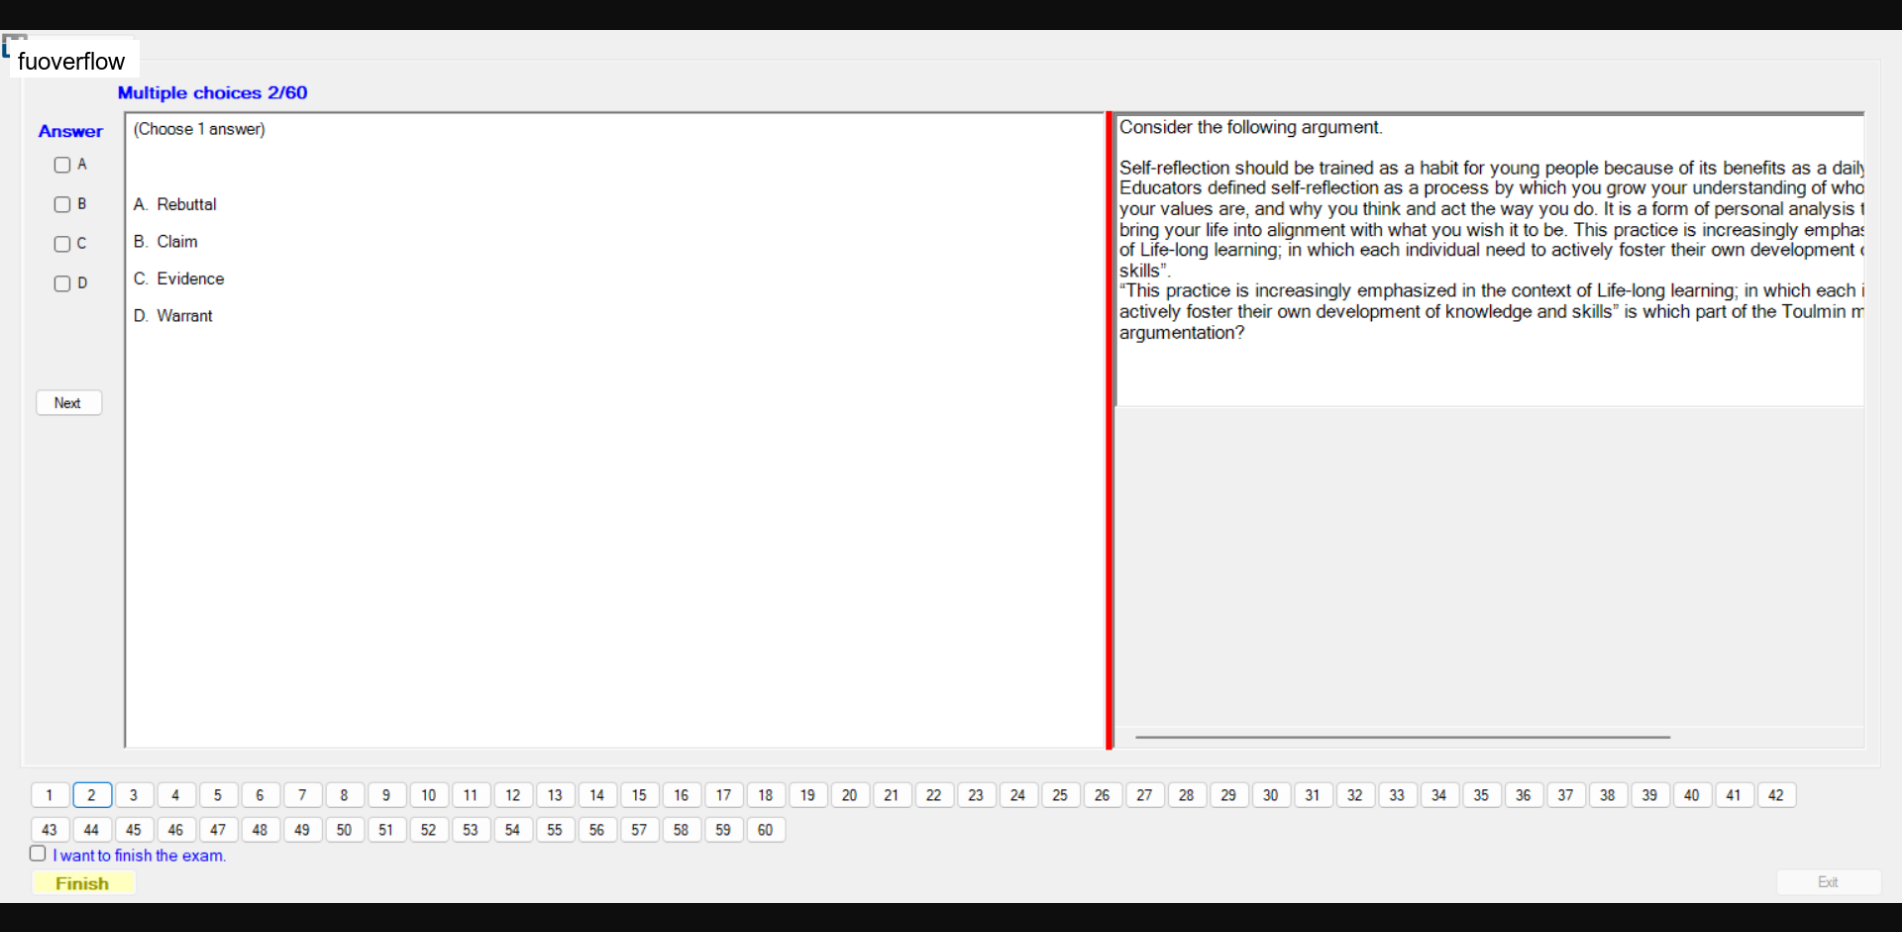 fuoverflow
Multiple choices 2/60
Answer
A
B
C
D
Next
(Choose 1 answer)
A. Rebuttal
B. Claim
C. Evidence
D. Warrant
Consider the following argument.
Self-reflection should be trained as a habit for young people because of its benefits as a daily
Educators defined self-reflection as a process by which you grow your understanding of who
your values are, and why you think and act the way you do. It is a form of personal analysis
bring your life into alignment with what you wish it to be. This practice is increasingly
of Life-long learning; in which each individual need to actively foster their own development
skills”.
“This practice is increasingly emphasized in the context of Life-long learning; in which each
actively foster their own development of knowledge and skills” is which part of the Toulmin
argumentation?
1 2 3 4 5 6 7 8 9 10 11 12 13 14 15 16 17 18 19 20 21 22 23 24 25 26 27 28 29 30 31 32 33 34 35 36 37 38 39 40 41 42
43 44 45 46 47 48 49 50 51 52 53 54 55 56 57 58 59 60
I want to finish the exam.
Finish
Exit